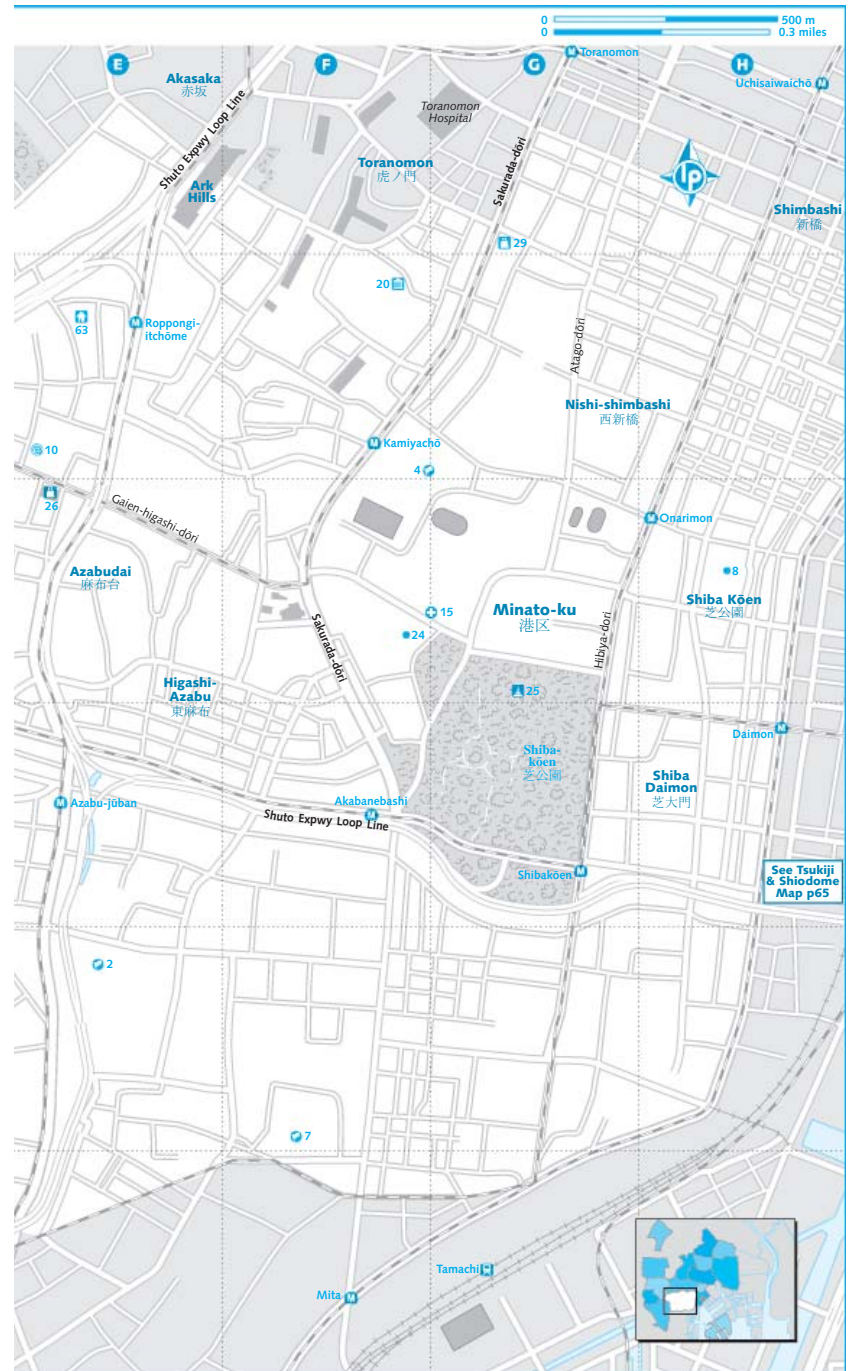 0 500 m
0 0.3 miles
E
F
G
H
Toranomon
Uchisaiwaichō
Akasaka
赤坂
Shuto Expwy Loop Line
Toranomon
Hospital
Toranomon
虎ノ門
Sakurada-dōri
lp
Ark
Hills
Shimbashi
新橋
29
20
63
Roppongi-
itchōme
Atago-dōri
Nishi-shimbashi
西新橋
10
Kamiyachō
4
26
Gaien-higashi-dōri
Onarimon
Azabudai
麻布台
8
Shiba Kōen
芝公園
15
Minato-ku
港区
24
Sakurada-dōri
Hibiya-dori
Higashi-
Azabu
東麻布
25
Daimon
Shiba-
kōen
芝公園
Shiba
Daimon
芝大門
Azabu-jūban
Akabanebashi
Shuto Expwy Loop Line
Shibakōen
See Tsukiji
& Shiodome
Map p65
2
7
Tamachi
Mita